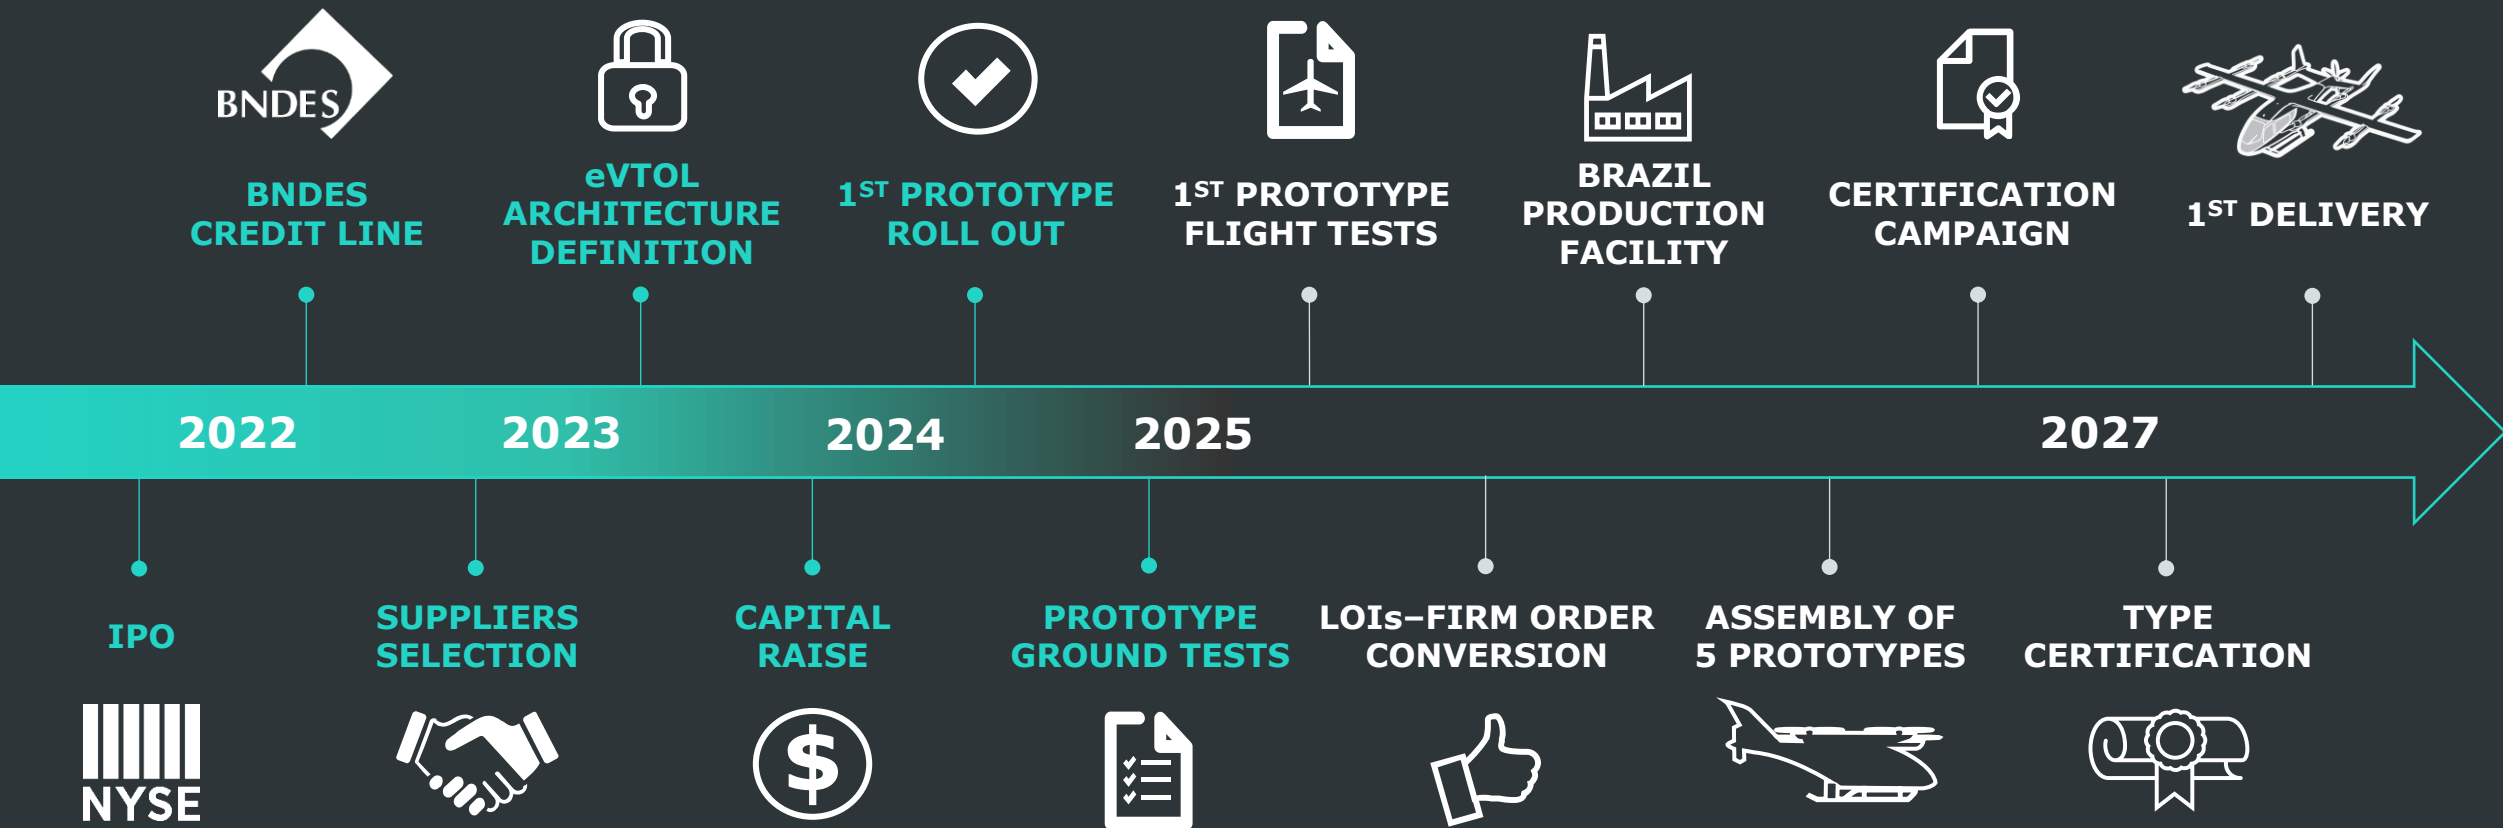 BNDES
BNDES
CREDIT LINE
eVTOL
ARCHITECTURE
DEFINITION
1ST PROTOTYPE
ROLL OUT
1ST PROTOTYPE
FLIGHT TESTS
BRAZIL
PRODUCTION
FACILITY
CERTIFICATION
CAMPAIGN
1ST DELIVERY
2022
2023
2024
2025
2027
IPO
NYSE
SUPPLIERS
SELECTION
CAPITAL
RAISE
$
PROTOTYPE
GROUND TESTS
LOIs–FIRM ORDER
CONVERSION
ASSEMBLY OF
5 PROTOTYPES
TYPE
CERTIFICATION